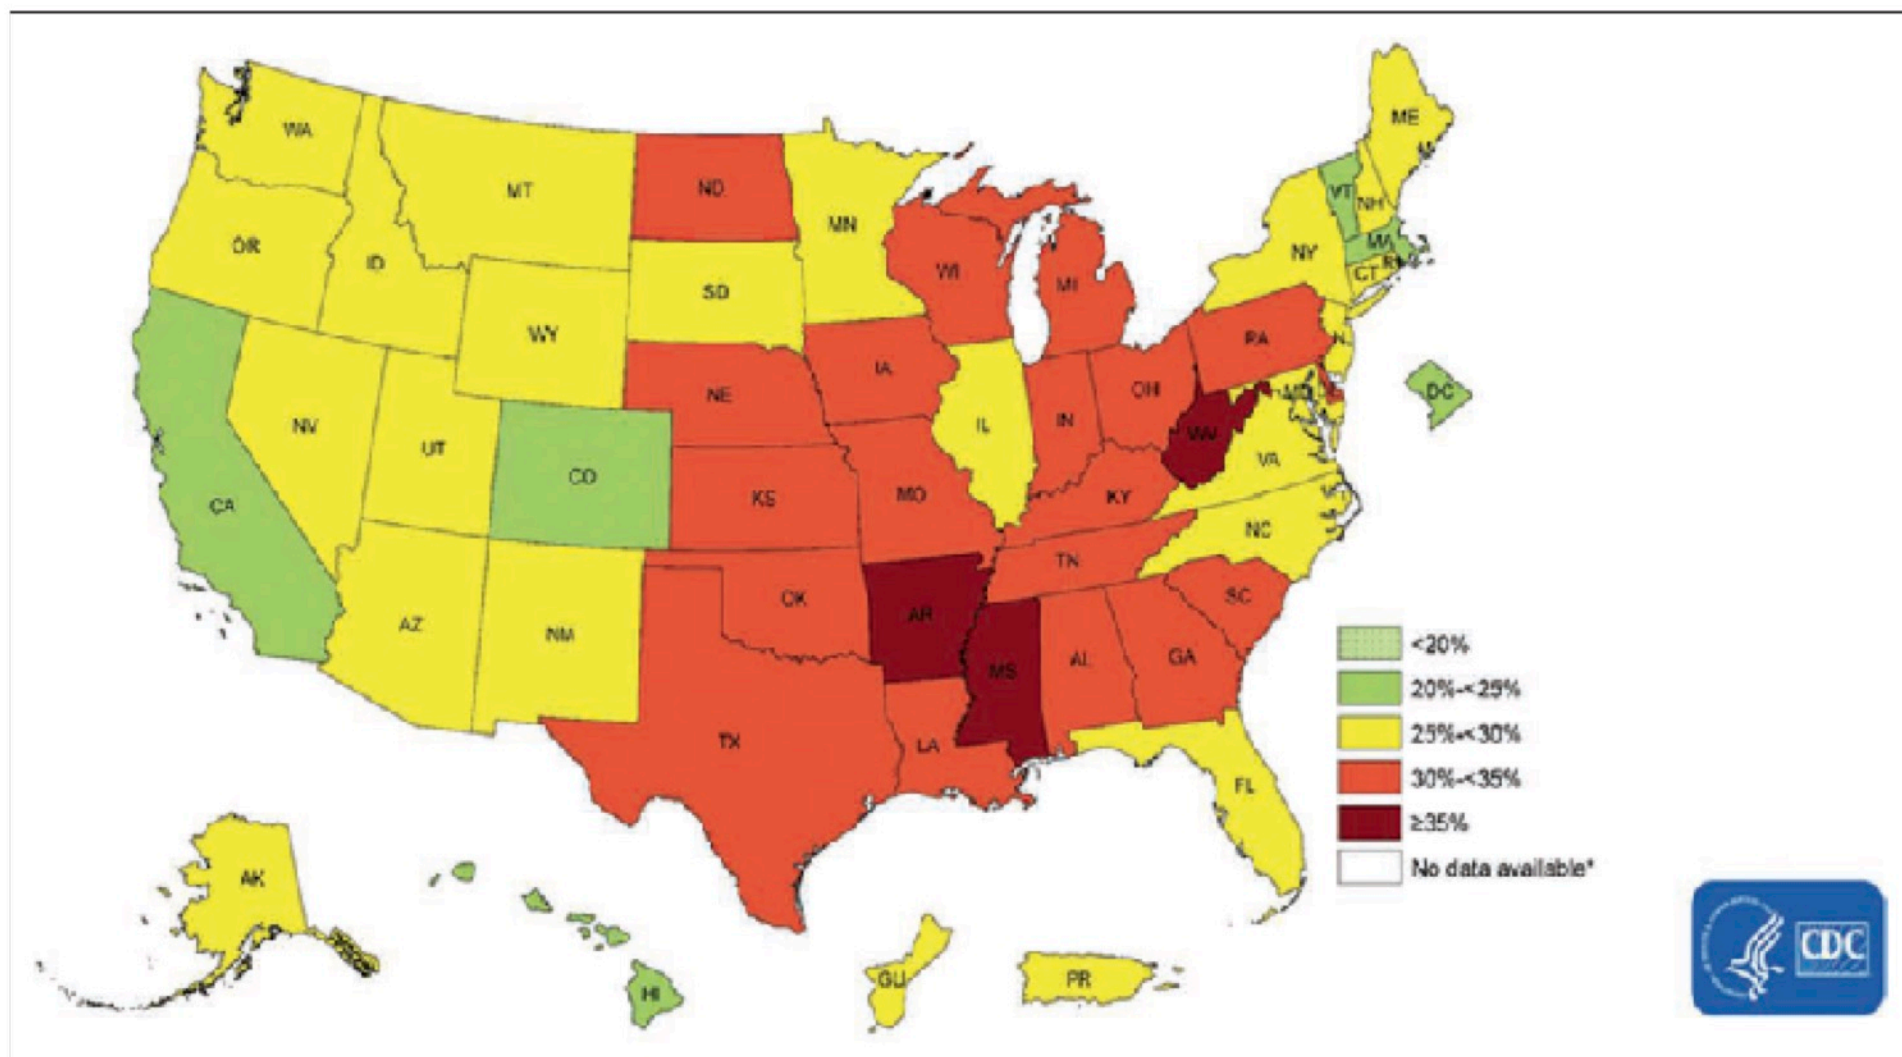 WA
MT
ND
MN
ME
VT
NH
OR
ID
WI
MI
NY
MA
CT
SD
WY
PA
IA
NE
OH
DC
MD
NV
UT
CO
IL
IN
WV
VA
CA
KS
MO
KY
NC
TN
AZ
NM
OK
AR
SC
MS
AL
GA
TX
LA
FL
AK
HI
GU
PR
<20%
20%-<25%
25%-<30%
30%-<35%
≥35%
No data available*
CDC